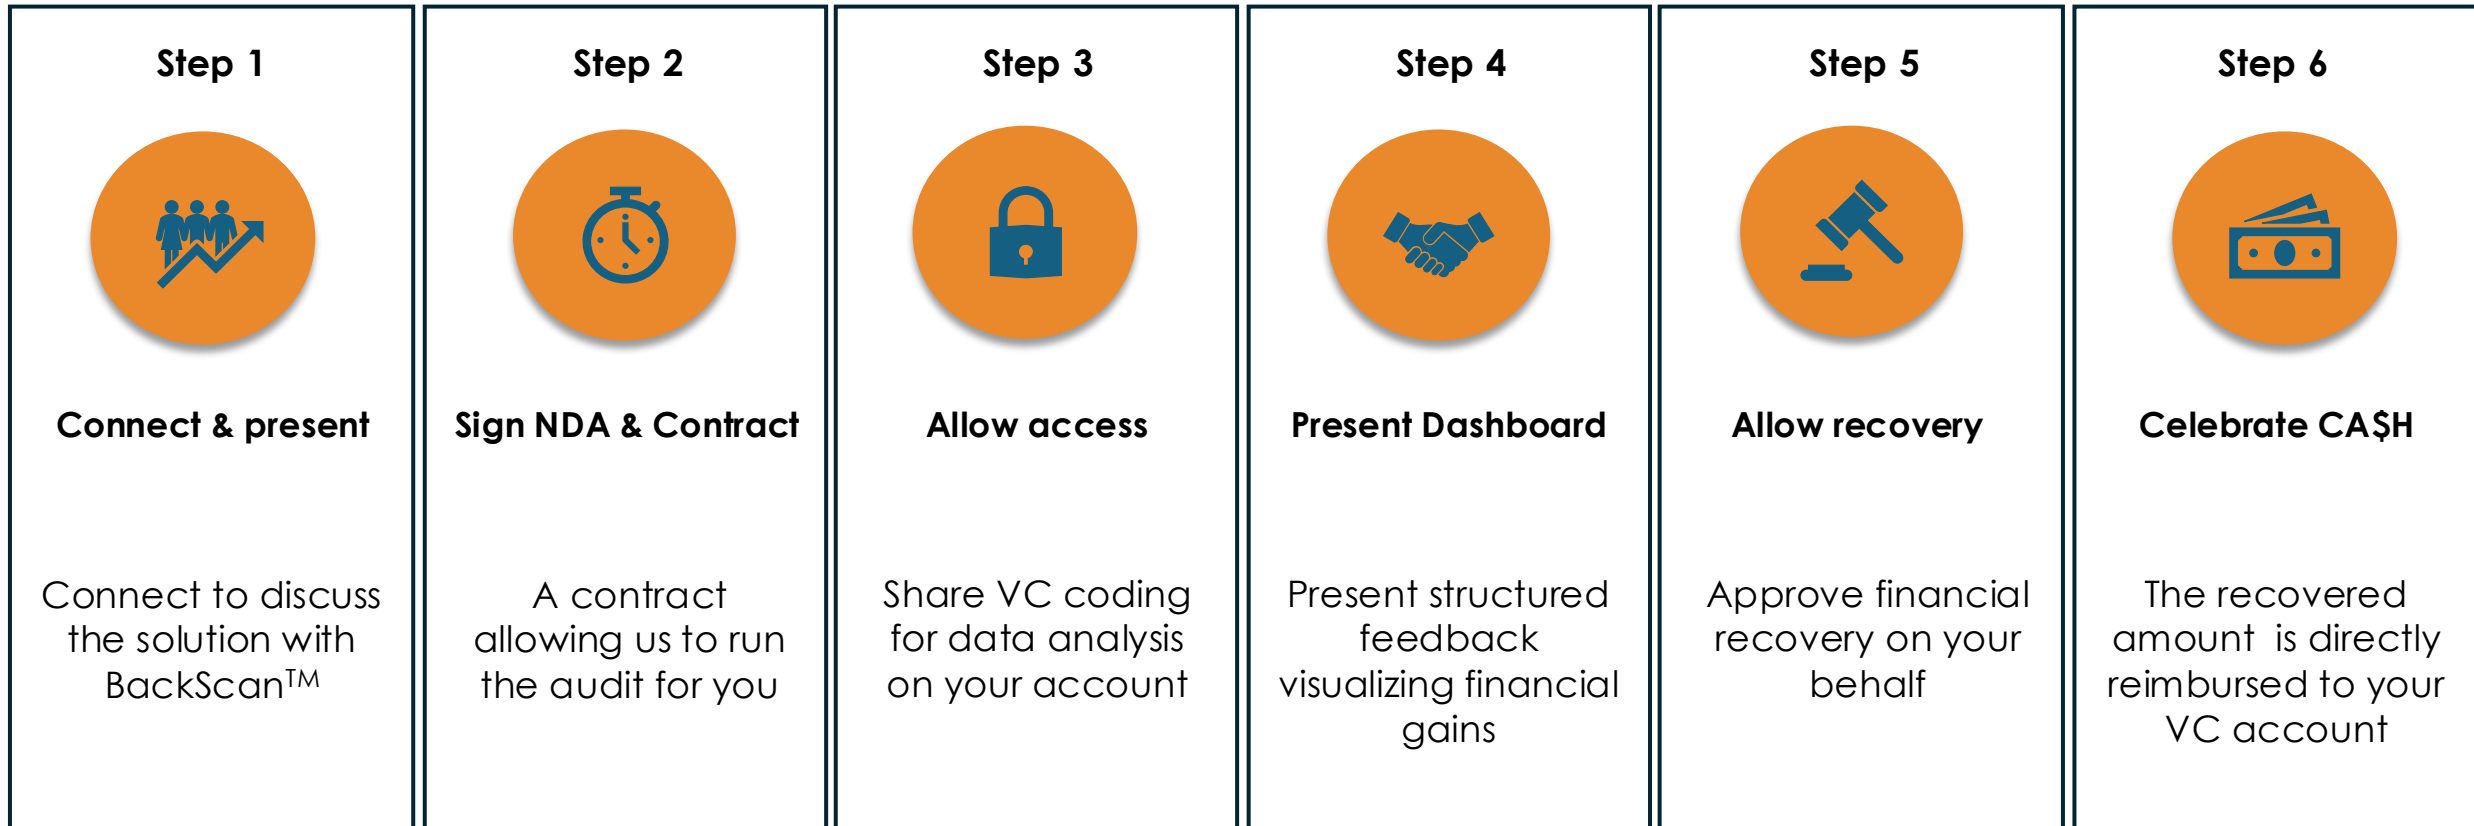 Step 1
Connect & present
Connect to discuss
the solution with
BackScan™
Step 2
Sign NDA & Contract
A contract
allowing us to run
the audit for you
Step 3
Allow access
Share VC coding
for data analysis
on your account
Step 4
Present Dashboard
Present structured
feedback
visualizing financial
gains
Step 5
Allow recovery
Approve financial
recovery on your
behalf
Step 6
Celebrate CA$H
The recovered
amount is directly
reimbursed to your
VC account